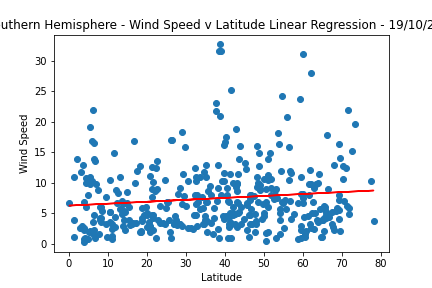 outhern Hemisphere - Wind Speed v Latitude Linear Regression - 19/10/2
30
25
20
15
10
5
0
Wind Speed
0 10 20 30 40 50 60 70 80
Latitude